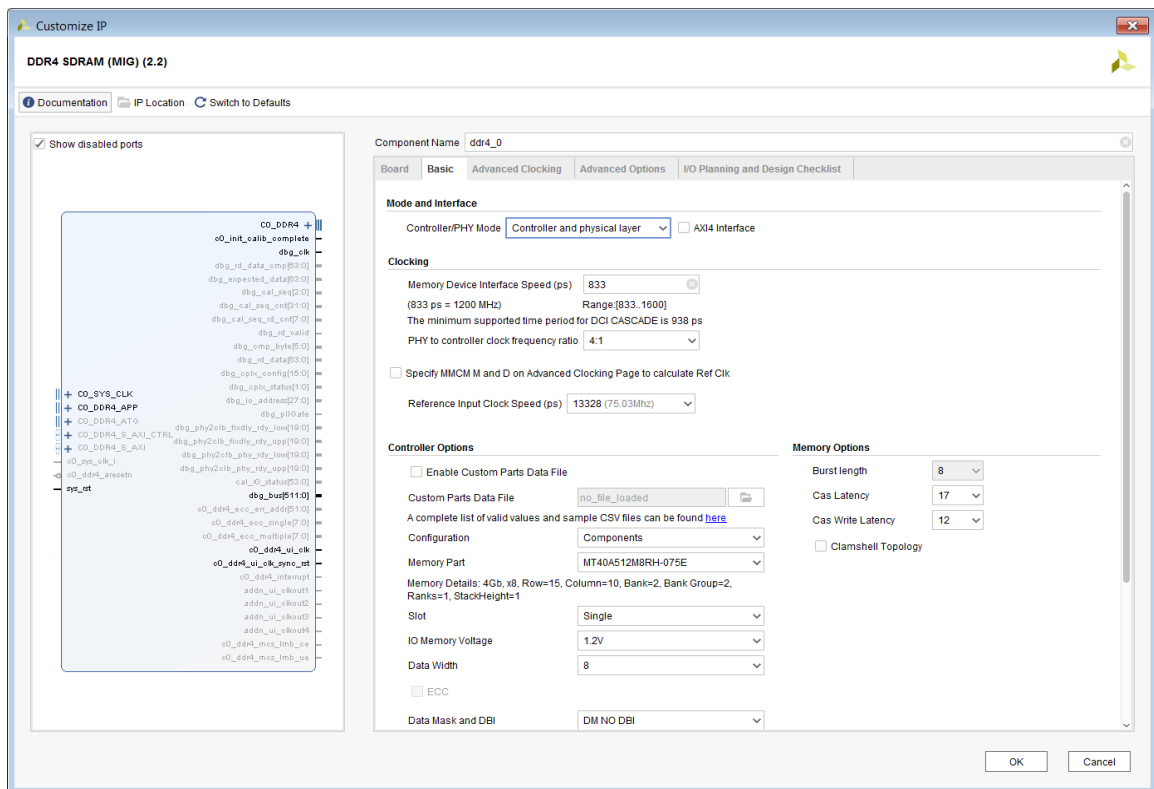 Customize IP
DDR4 SDRAM (MIG) (2.2)
Documentation IP Location Switch to Defaults
Show disabled ports
C0_DDR4
c0_init_calib_complete
dbg_clk
dbg_rd_data_cmp[63:0]
dbg_expected_data[63:0]
dbg_cal_seq[2:0]
dbg_cal_seq_cnt[31:0]
dbg_cal_seq_rd_cnt[7:0]
dbg_rd_valid
dbg_cmp_byte[5:0]
dbg_rd_data[63:0]
dbg_cplx_config[15:0]
dbg_cplx_status[1:0]
dbg_io_address[27:0]
dbg_pllGate
dbg_phy2clb_fixdly_rdy_low[19:0]
dbg_phy2clb_fixdly_rdy_upp[19:0]
dbg_phy2clb_phy_rdy_low[19:0]
dbg_phy2clb_phy_rdy_upp[19:0]
cal_r0_status[53:0]
dbg_bus[511:0]
c0_ddr4_ecc_err_addr[51:0]
c0_ddr4_ecc_single[7:0]
c0_ddr4_ecc_multiple[7:0]
c0_ddr4_ui_clk
c0_ddr4_ui_clk_sync_rst
c0_ddr4_interrupt
addn_ui_clkout1
addn_ui_clkout2
addn_ui_clkout3
addn_ui_clkout4
c0_ddr4_mcs_lmb_ce
c0_ddr4_mcs_lmb_ue
C0_SYS_CLK
C0_DDR4_APP
C0_DDR4_ATG
C0_DDR4_S_AXI_CTRL
C0_DDR4_S_AXI
c0_sys_clk_i
c0_ddr4_aresetn
sys_rst
Component Name ddr4_0
Board Basic Advanced Clocking Advanced Options I/O Planning and Design Checklist
Mode and Interface
Controller/PHY Mode Controller and physical layer AXI4 Interface
Clocking
Memory Device Interface Speed (ps) 833
(833 ps = 1200 MHz) Range:[833..1600]
The minimum supported time period for DCI CASCADE is 938 ps
PHY to controller clock frequency ratio 4:1
Specify MMCM M and D on Advanced Clocking Page to calculate Ref Clk
Reference Input Clock Speed (ps) 13328 (75.03Mhz)
Controller Options
Enable Custom Parts Data File
Custom Parts Data File no_file_loaded
A complete list of valid values and sample CSV files can be found here
Configuration Components
Memory Part MT40A512M8RH-075E
Memory Details: 4Gb, x8, Row=15, Column=10, Bank=2, Bank Group=2,
Ranks=1, StackHeight=1
Slot Single
IO Memory Voltage 1.2V
Data Width 8
ECC
Data Mask and DBI DM NO DBI
Memory Options
Burst length 8
Cas Latency 17
Cas Write Latency 12
Clamshell Topology
OK Cancel